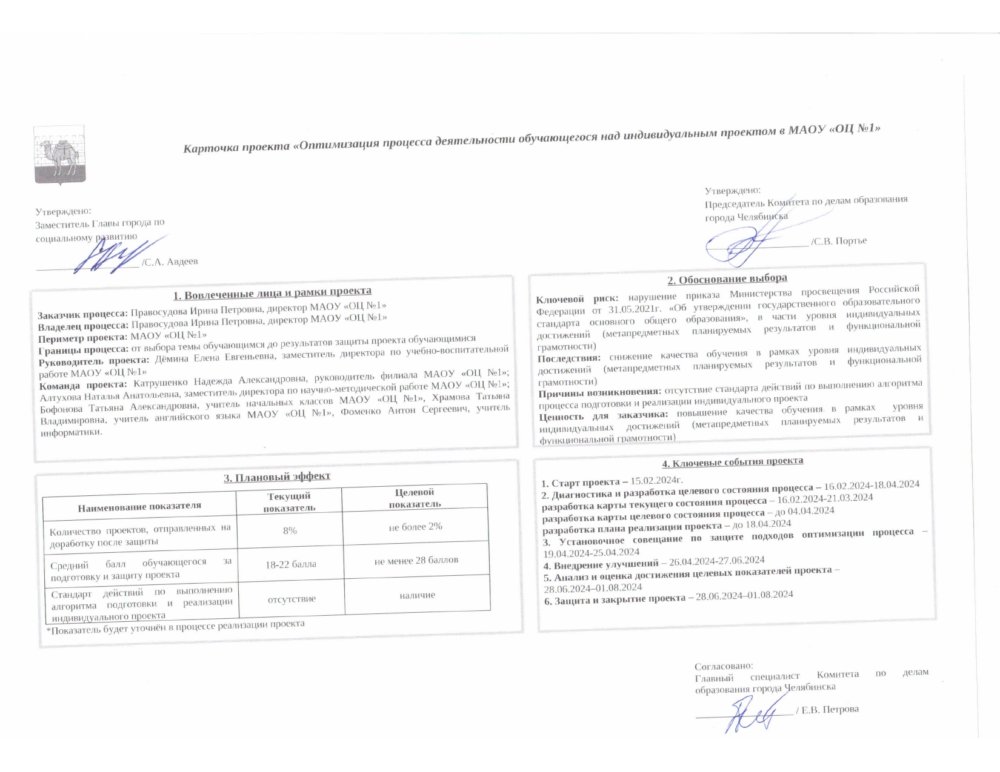 Карточка проекта «Оптимизация процесса деятельности обучающегося над индивидуальным проектом в МАОУ «ОЦ №1»
Утверждено:
Заместитель Главы города по
социальному развитию
/С.А. Авдеев
Утверждено:
Председатель Комитета по делам образования
города Челябинска
/С.В. Портье
1. Вовлеченные лица и рамки проекта
Заказчик процесса: Правосудова Ирина Петровна, директор МАОУ «ОЦ №1»
Владелец процесса: Правосудова Ирина Петровна, директор МАОУ «ОЦ №1»
Периметр проекта: МАОУ «ОЦ №1»
Границы процесса: от выбора темы обучающимся до результатов защиты проекта обучающимися
Руководитель проекта: Дёмина Елена Евгеньевна, заместитель директора по учебно-воспитательной
работе МАОУ «ОЦ №1»
Команда проекта: Катрушенко Надежда Александровна, руководитель филиала МАОУ «ОЦ №1»;
Алтухова Наталья Анатольевна, заместитель директора по научно-методической работе МАОУ «ОЦ №1»;
Бофонова Татьяна Александровна, учитель начальных классов МАОУ «ОЦ №1», Храмова Татьяна
Владимировна, учитель английского языка МАОУ «ОЦ №1», Фоменко Антон Сергеевич, учитель
информатики.
2. Обоснование выбора
Ключевой риск: нарушение приказа Министерства просвещения Российской
Федерации от 31.05.2021г. «Об утверждении государственного образовательного
стандарта основного общего образования», в части уровня индивидуальных
достижений (метапредметных планируемых результатов и функциональной
грамотности)
Последствия: снижение качества обучения в рамках уровня индивидуальных
достижений (метапредметных планируемых результатов и функциональной
грамотности)
Причины возникновения: отсутствие стандарта действий по выполнению алгоритма
процесса подготовки и реализации индивидуального проекта
Ценность для заказчика: повышение качества обучения в рамках уровня
индивидуальных достижений (метапредметных планируемых результатов и
функциональной грамотности)
3. Плановый эффект
Наименование показателя
Текущий
показатель
Целевой
показатель
Количество проектов, отправленных на
доработку после защиты
8%
не более 2%
Средний балл обучающегося за
подготовку и защиту проекта
18-22 балла
не менее 28 баллов
Стандарт действий по выполнению
алгоритма подготовки и реализации
индивидуального проекта
отсутствие
наличие
*Показатель будет уточнён в процессе реализации проекта
4. Ключевые события проекта
1. Старт проекта – 15.02.2024г.
2. Диагностика и разработка целевого состояния процесса – 16.02.2024-18.04.2024
разработка карты текущего состояния процесса – 16.02.2024-21.03.2024
разработка карты целевого состояния процесса – до 04.04.2024
разработка плана реализации проекта – до 18.04.2024
3. Установочное совещание по защите подходов оптимизации процесса –
19.04.2024-25.04.2024
4. Внедрение улучшений – 26.04.2024-27.06.2024
5. Анализ и оценка достижения целевых показателей проекта –
28.06.2024–01.08.2024
6. Защита и закрытие проекта – 28.06.2024–01.08.2024
Согласовано:
Главный специалист Комитета по делам
образования города Челябинска
/ Е.В. Петрова